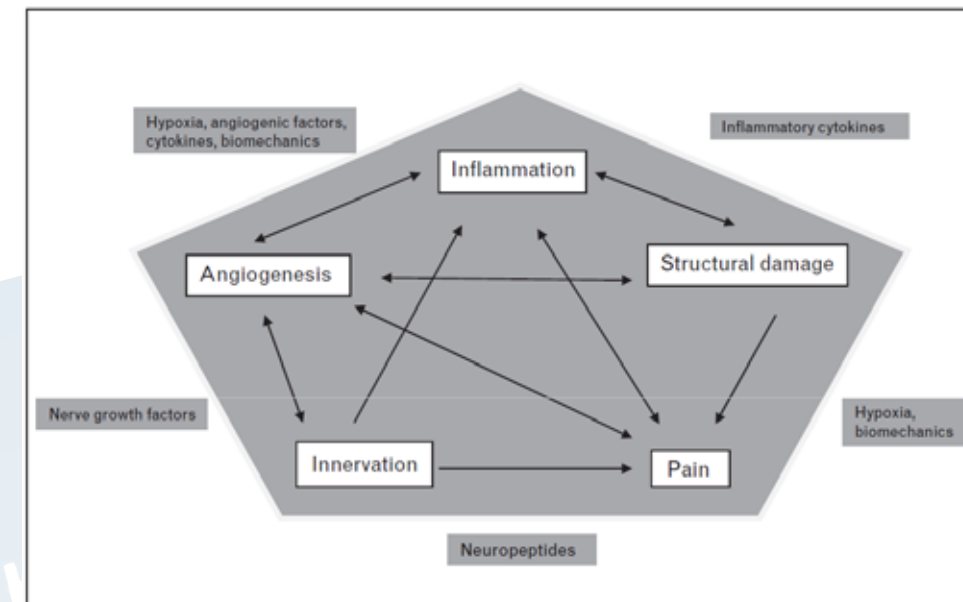 Hypoxia, angiogenic factors,
cytokines, biomechanics
Inflammatory cytokines
Inflammation
Angiogenesis
Structural damage
Nerve growth factors
Hypoxia,
biomechanics
Innervation
Pain
Neuropeptides